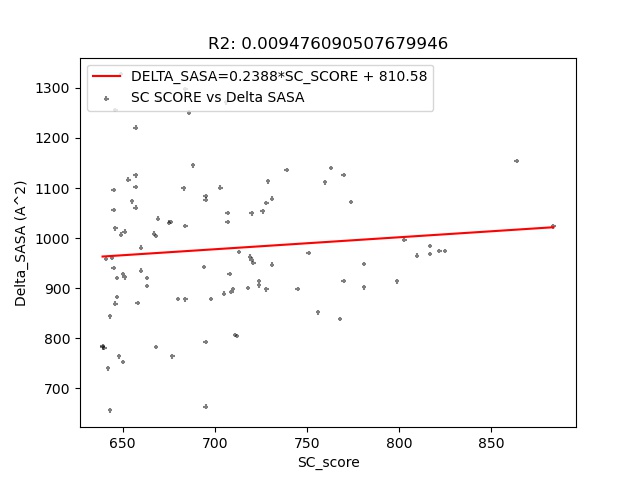 R2: 0.009476090507679946
DELTA_SASA=0.2388*SC_SCORE + 810.58
SC SCORE vs Delta SASA
1300
1200
1100
1000
900
800
700
Delta_SASA (A^2)
650 700 750 800 850
SC_score